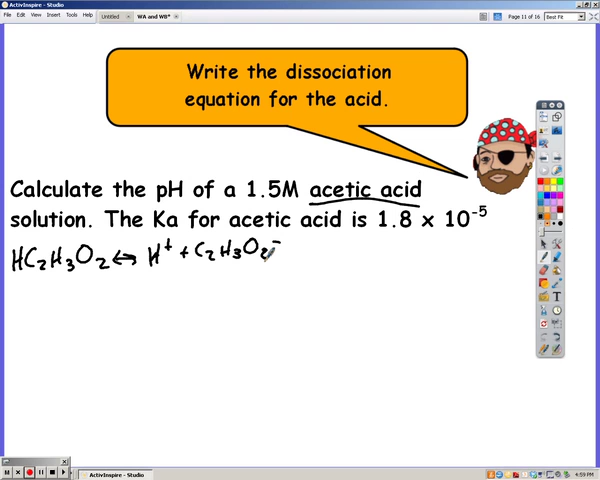 ActivInspire - Studio
File Edit View Insert Tools Help
Untitled
WA and WB*
Page 11 of 16
Best Fit
Write the dissociation
equation for the acid.
Calculate the pH of a 1.5M acetic acid
solution. The Ka for acetic acid is 1.8 x 10⁻⁵
HC₂H₃O₂ ↔ H⁺ + C₂H₃O₂⁻
ActivInspire - Studio
4:59 PM